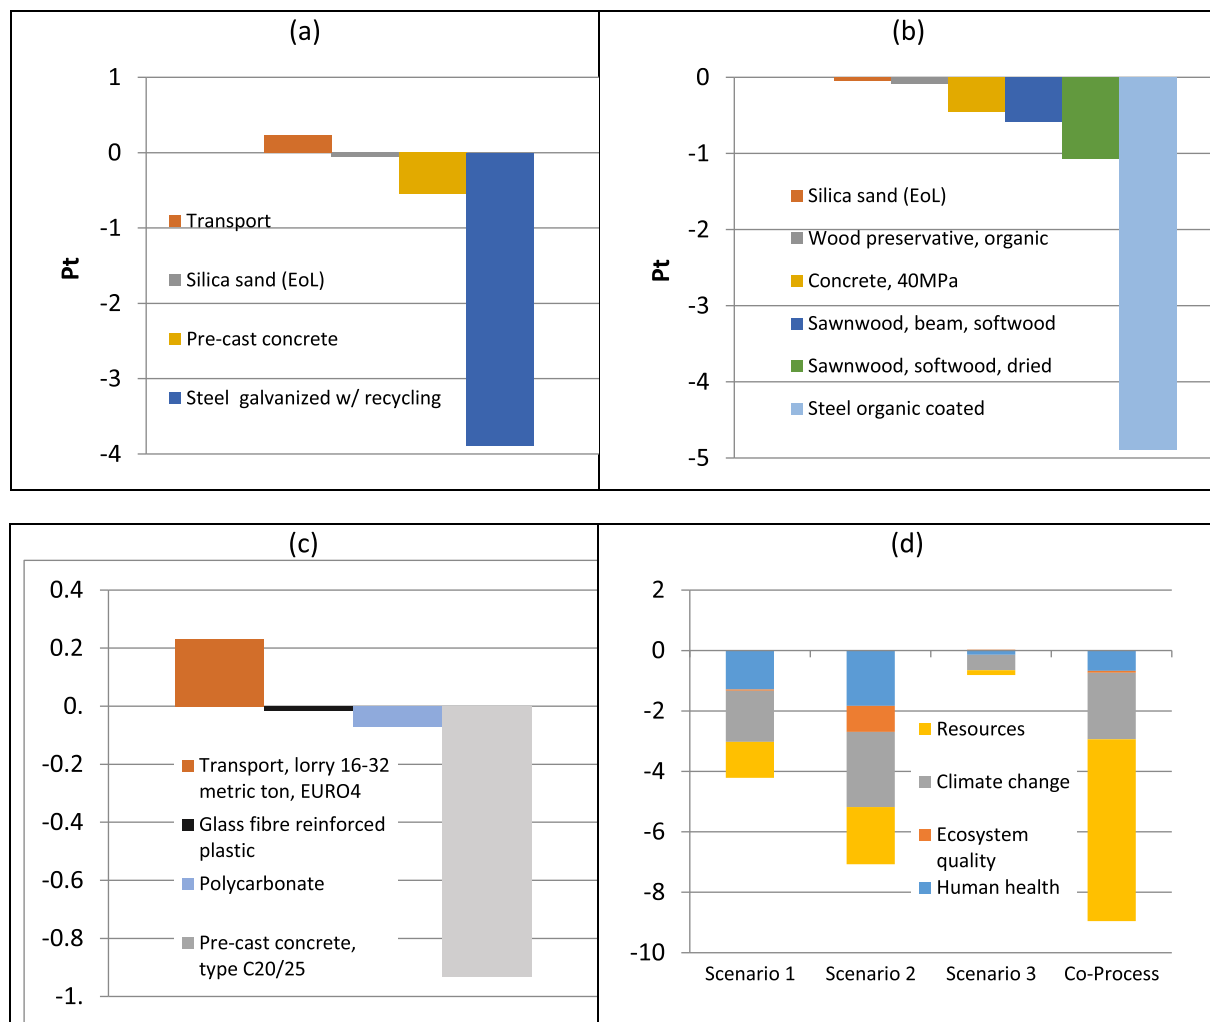 (a)
1
0
-1
-2
-3
-4
Pt
Transport
Silica sand (EoL)
Pre-cast concrete
Steel galvanized w/ recycling
(b)
0
-1
-2
-3
-4
-5
Pt
Silica sand (EoL)
Wood preservative, organic
Concrete, 40MPa
Sawnwood, beam, softwood
Sawnwood, softwood, dried
Steel organic coated
(c)
0.4
0.2
0.
-0.2
-0.4
-0.6
-0.8
-1.
Transport, lorry 16-32
metric ton, EURO4
Glass fibre reinforced
plastic
Polycarbonate
Pre-cast concrete,
type C20/25
(d)
2
0
-2
-4
-6
-8
-10
Resources
Climate change
Ecosystem
quality
Human health
Scenario 1
Scenario 2
Scenario 3
Co-Process